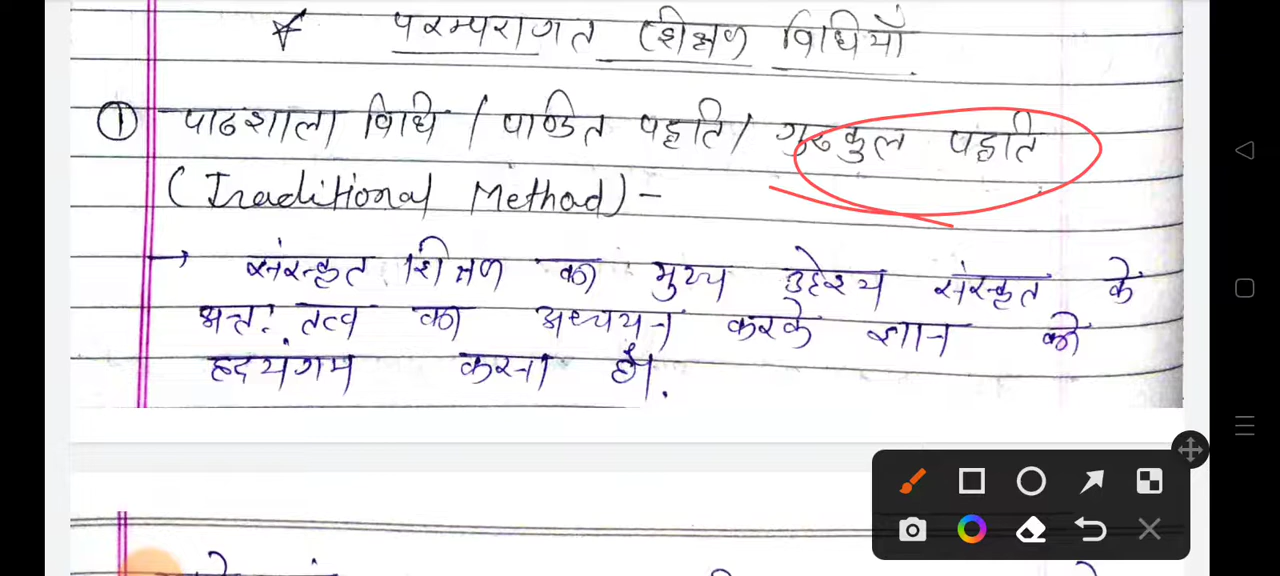 ★ परम्परागत शिक्षण विधियाँ
① पाठशाला विधि / पाण्डित पद्धति / गुरुकुल पद्धति
(Traditional Method) -
→ संस्कृत शिक्षण का मुख्य उद्देश्य संस्कृत के
अन्त: तत्व का अध्ययन करके ज्ञान को
हृदयंगम करना है।